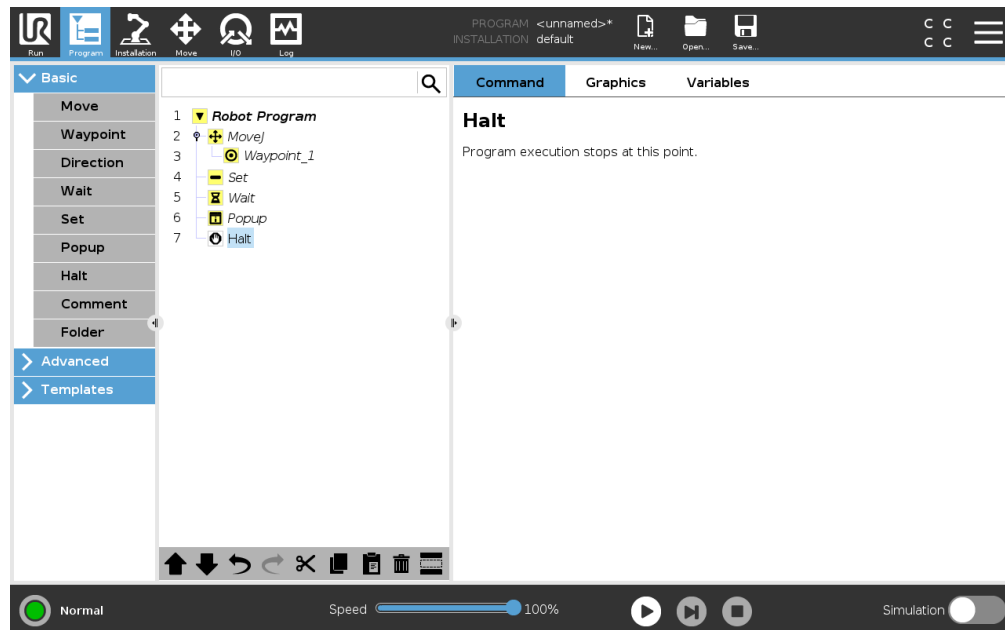 PROGRAM <unnamed>*
INSTALLATION default
C C
C C
UR
Run Program Installation Move I/O Log New... Open... Save...
Basic
Move
Waypoint
Direction
Wait
Set
Popup
Halt
Comment
Folder
Advanced
Templates
1 Robot Program
2 MoveJ
3 Waypoint_1
4 Set
5 Wait
6 Popup
7 Halt
Command Graphics Variables
Halt
Program execution stops at this point.
Normal Speed 100% Simulation